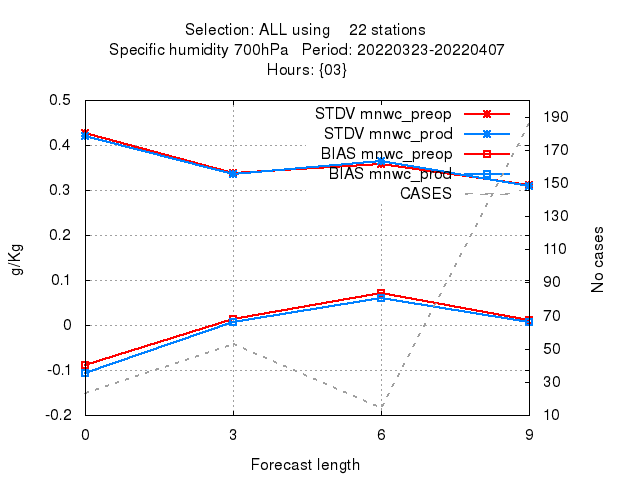 Selection: ALL using    22 stations
Specific humidity 700hPa   Period: 20220323-20220407
Hours: {03}
0.5
0.4
0.3
0.2
0.1
0
-0.1
-0.2
g/Kg
STDV mnwc_preop
STDV mnwc_prod
BIAS mnwc_preop
BIAS mnwc_prod
CASES
190
170
150
130
110
90
70
50
30
10
No cases
0 3 6 9
Forecast length